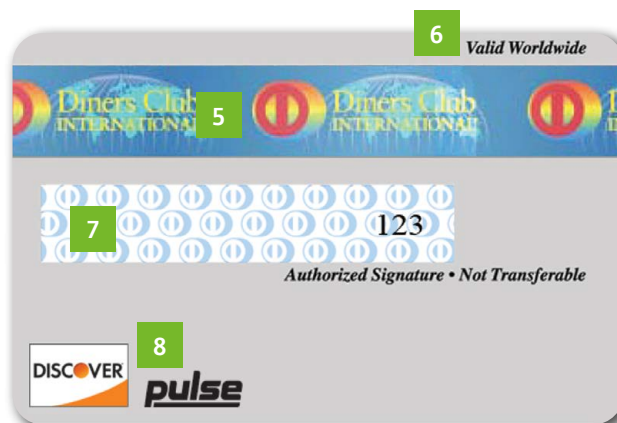 6
Valid Worldwide
Diners Club
INTERNATIONAL
5
Diners Club
INTERNATIONAL
7
123
Authorized Signature • Not Transferable
8
DISCOVER
pulse